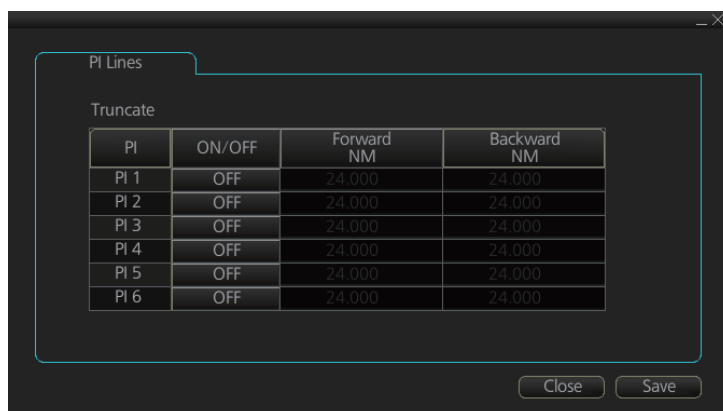 PI Lines
Truncate
PI ON/OFF Forward NM Backward NM
PI 1 OFF 24.000 24.000
PI 2 OFF 24.000 24.000
PI 3 OFF 24.000 24.000
PI 4 OFF 24.000 24.000
PI 5 OFF 24.000 24.000
PI 6 OFF 24.000 24.000
Close Save